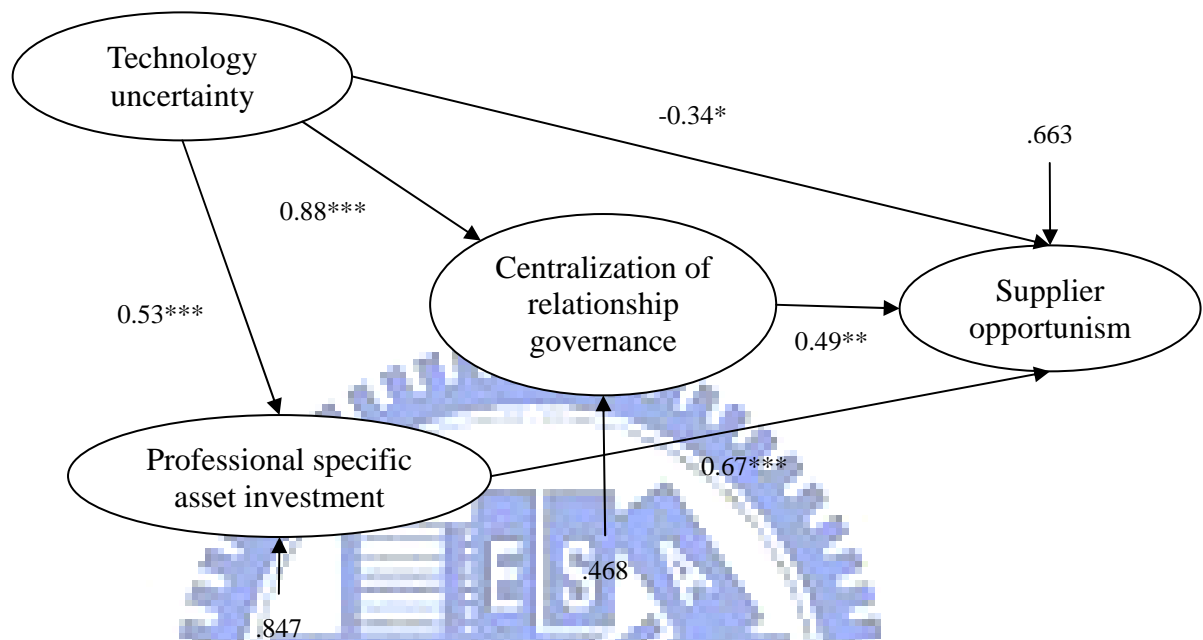 Technology
uncertainty
-0.34*
.663
0.88***
Centralization of
relationship
governance
Supplier
opportunism
0.53***
0.49**
Professional specific
asset investment
0.67***
.468
.847
E S A